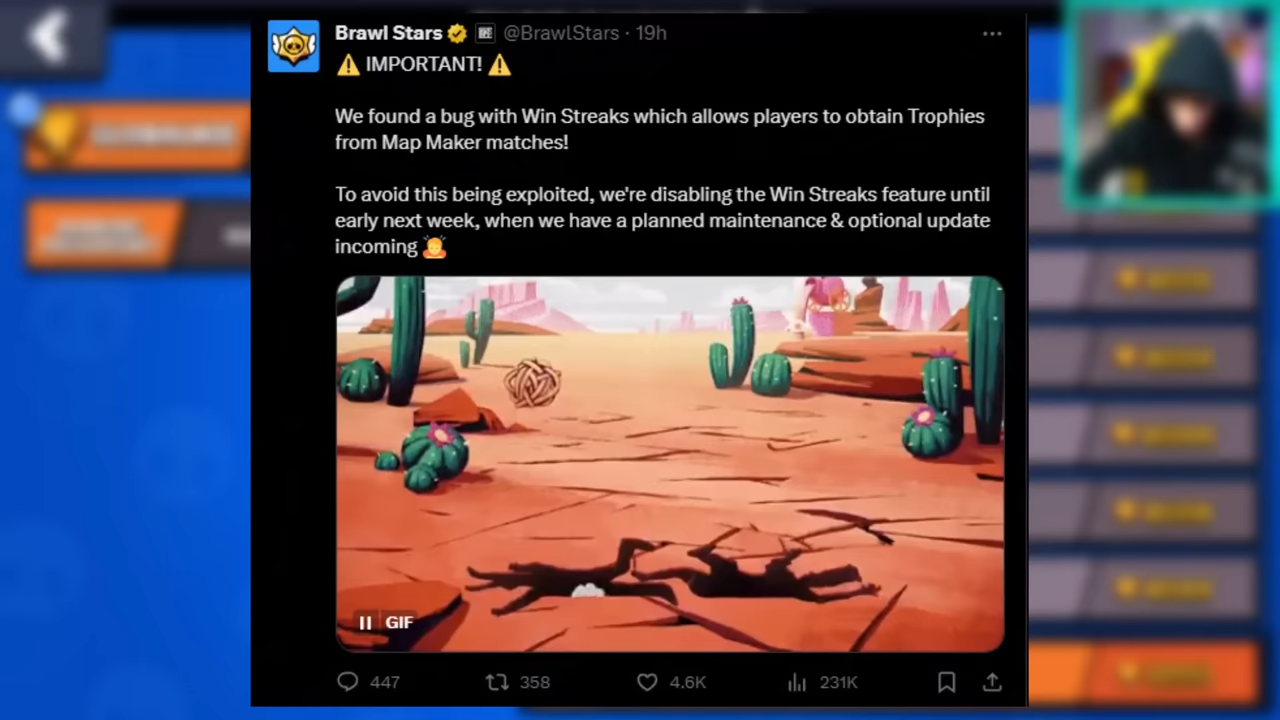 Brawl Stars @BrawlStars · 19h
⚠️ IMPORTANT! ⚠️
We found a bug with Win Streaks which allows players to obtain Trophies
from Map Maker matches!
To avoid this being exploited, we're disabling the Win Streaks feature until
early next week, when we have a planned maintenance & optional update
incoming 🙇
GIF
447 358 4.6K 231K